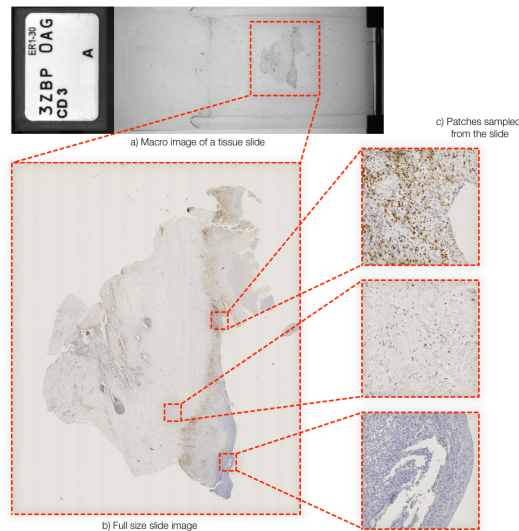 ER1-30
3ZBP 0AG
CD3
A
a) Macro image of a tissue slide
c) Patches sampled
from the slide
b) Full size slide image